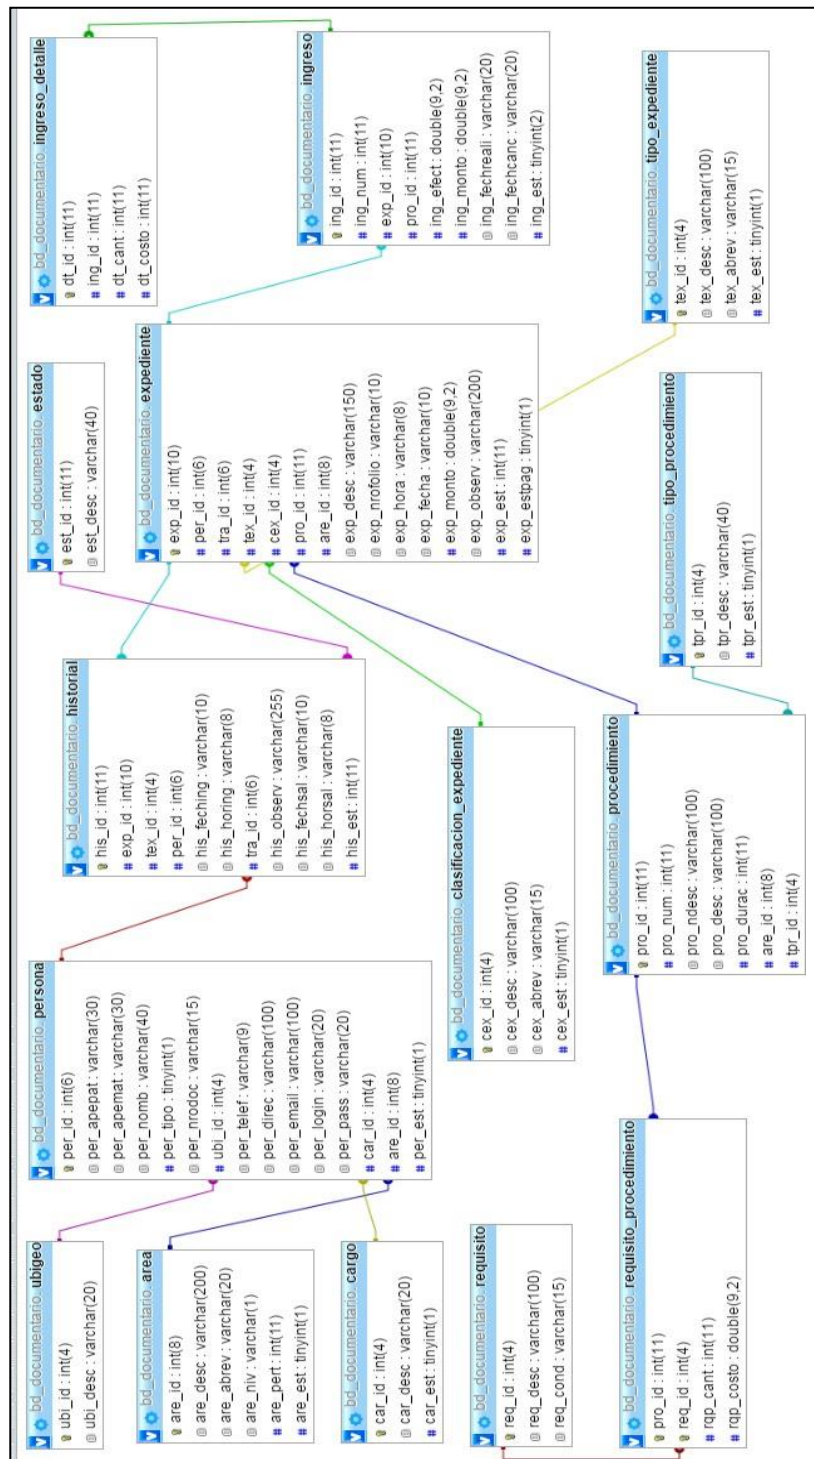 bd_documentario ubigeo
ubi_id : int(4)
ubi_desc : varchar(20)
bd_documentario area
are_id : int(8)
are_desc : varchar(200)
are_abrev : varchar(20)
are_niv : varchar(1)
are_pert : int(11)
are_est : tinyint(1)
bd_documentario cargo
car_id : int(4)
car_desc : varchar(20)
car_est : tinyint(1)
bd_documentario requisito
req_id : int(4)
req_desc : varchar(100)
req_cond : varchar(15)
bd_documentario requisito_procedimiento
pro_id : int(11)
req_id : int(4)
rqp_cant : int(11)
rqp_costo : double(9,2)
bd_documentario persona
per_id : int(6)
per_apepat : varchar(30)
per_apemat : varchar(30)
per_nomb : varchar(40)
per_tipo : tinyint(1)
per_nrodoc : varchar(15)
ubi_id : int(4)
per_telef : varchar(9)
per_direc : varchar(100)
per_email : varchar(100)
per_login : varchar(20)
per_pass : varchar(20)
car_id : int(4)
are_id : int(8)
per_est : tinyint(1)
bd_documentario clasificacion_expediente
cex_id : int(4)
cex_desc : varchar(100)
cex_abrev : varchar(15)
cex_est : tinyint(1)
bd_documentario procedimiento
pro_id : int(11)
pro_num : int(11)
pro_ndesc : varchar(100)
pro_desc : varchar(100)
pro_durac : int(11)
are_id : int(8)
tpr_id : int(4)
bd_documentario historial
his_id : int(11)
exp_id : int(10)
tex_id : int(4)
per_id : int(6)
his_feching : varchar(10)
his_horing : varchar(8)
tra_id : int(6)
his_observ : varchar(255)
his_fechsal : varchar(10)
his_horsal : varchar(8)
his_est : int(11)
bd_documentario estado
est_id : int(11)
est_desc : varchar(40)
bd_documentario expediente
exp_id : int(10)
per_id : int(6)
tra_id : int(6)
tex_id : int(4)
cex_id : int(4)
pro_id : int(11)
are_id : int(8)
exp_desc : varchar(150)
exp_nrofolio : varchar(10)
exp_hora : varchar(8)
exp_fecha : varchar(10)
exp_monto : double(9,2)
exp_observ : varchar(200)
exp_est : int(11)
exp_estpag : tinyint(1)
bd_documentario tipo_procedimiento
tpr_id : int(4)
tpr_desc : varchar(40)
tpr_est : tinyint(1)
bd_documentario ingreso_detalle
dt_id : int(11)
ing_id : int(11)
dt_cant : int(11)
dt_costo : int(11)
bd_documentario ingreso
ing_id : int(11)
ing_num : int(11)
exp_id : int(10)
pro_id : int(11)
ing_efect : double(9,2)
ing_monto : double(9,2)
ing_fechreali : varchar(20)
ing_fechcanc : varchar(20)
ing_est : tinyint(2)
bd_documentario tipo_expediente
tex_id : int(4)
tex_desc : varchar(100)
tex_abrev : varchar(15)
tex_est : tinyint(1)